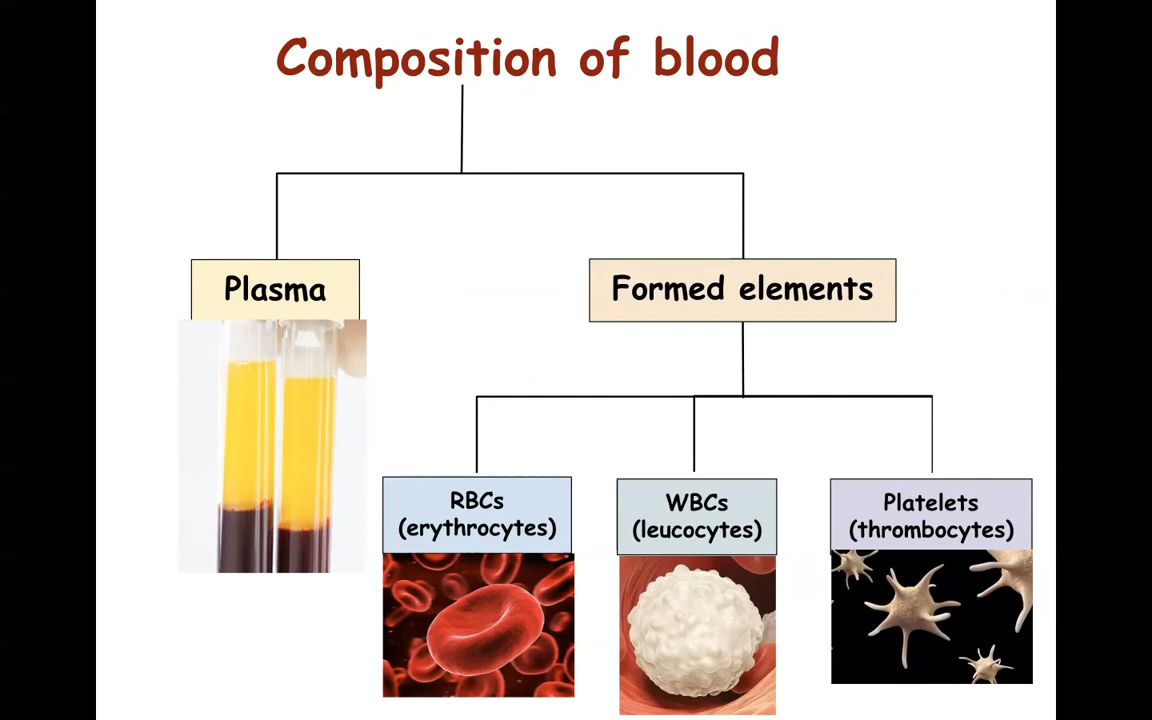 Composition of blood
Plasma
Formed elements
RBCs
(erythrocytes)
WBCs
(leucocytes)
Platelets
(thrombocytes)